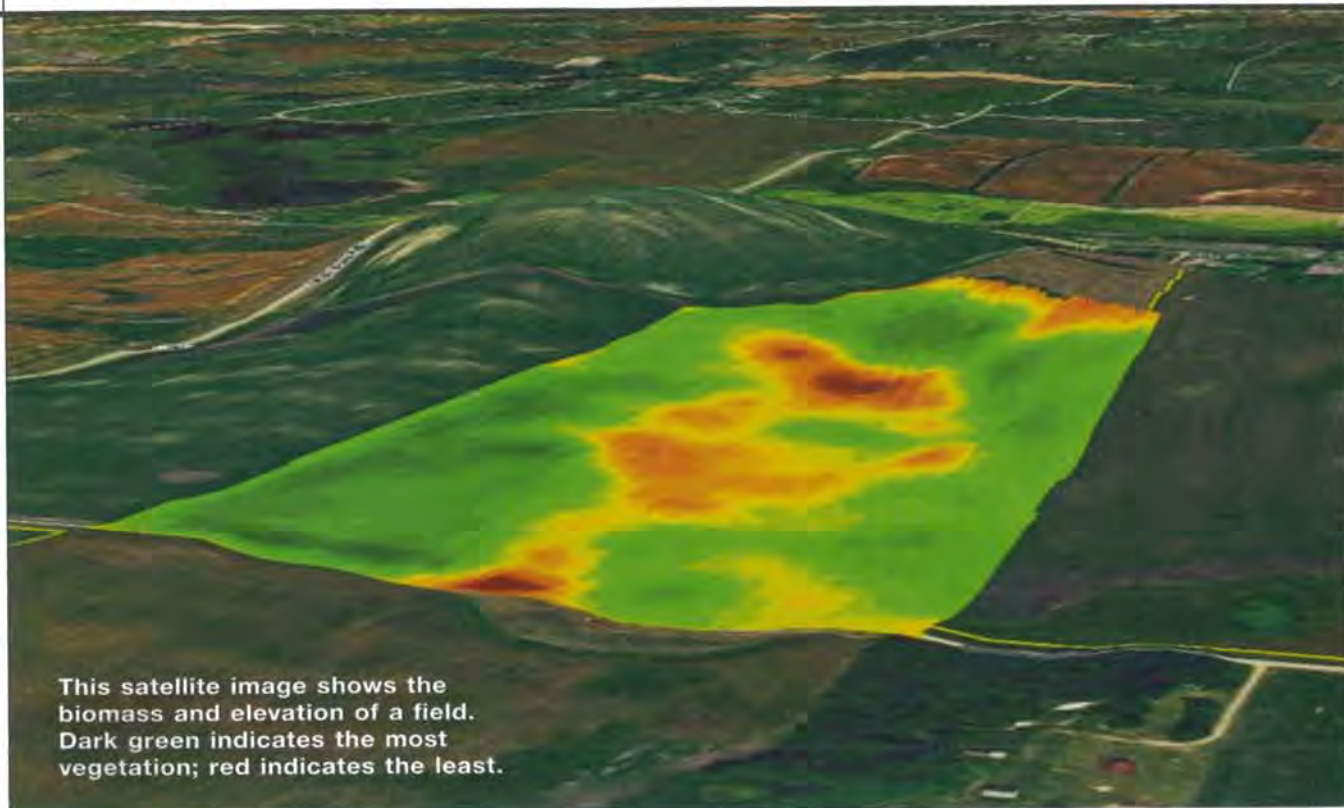 This satellite image shows the
biomass and elevation of a field.
Dark green indicates the most
vegetation; red indicates the least.